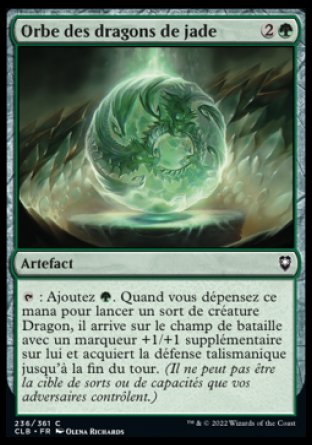 Orbe des dragons de jade 2
Artefact
: Ajoutez . Quand vous dépensez ce
mana pour lancer un sort de créature
Dragon, il arrive sur le champ de bataille
avec un marqueur +1/+1 supplémentaire
sur lui et acquiert la défense talismanique
jusqu'à la fin du tour. (Il ne peut pas être
la cible de sorts ou de capacités que vos
adversaires contrôlent.)
236/361 C
CLB • FR Olena Richards
™ & © 2022 Wizards of the Coast